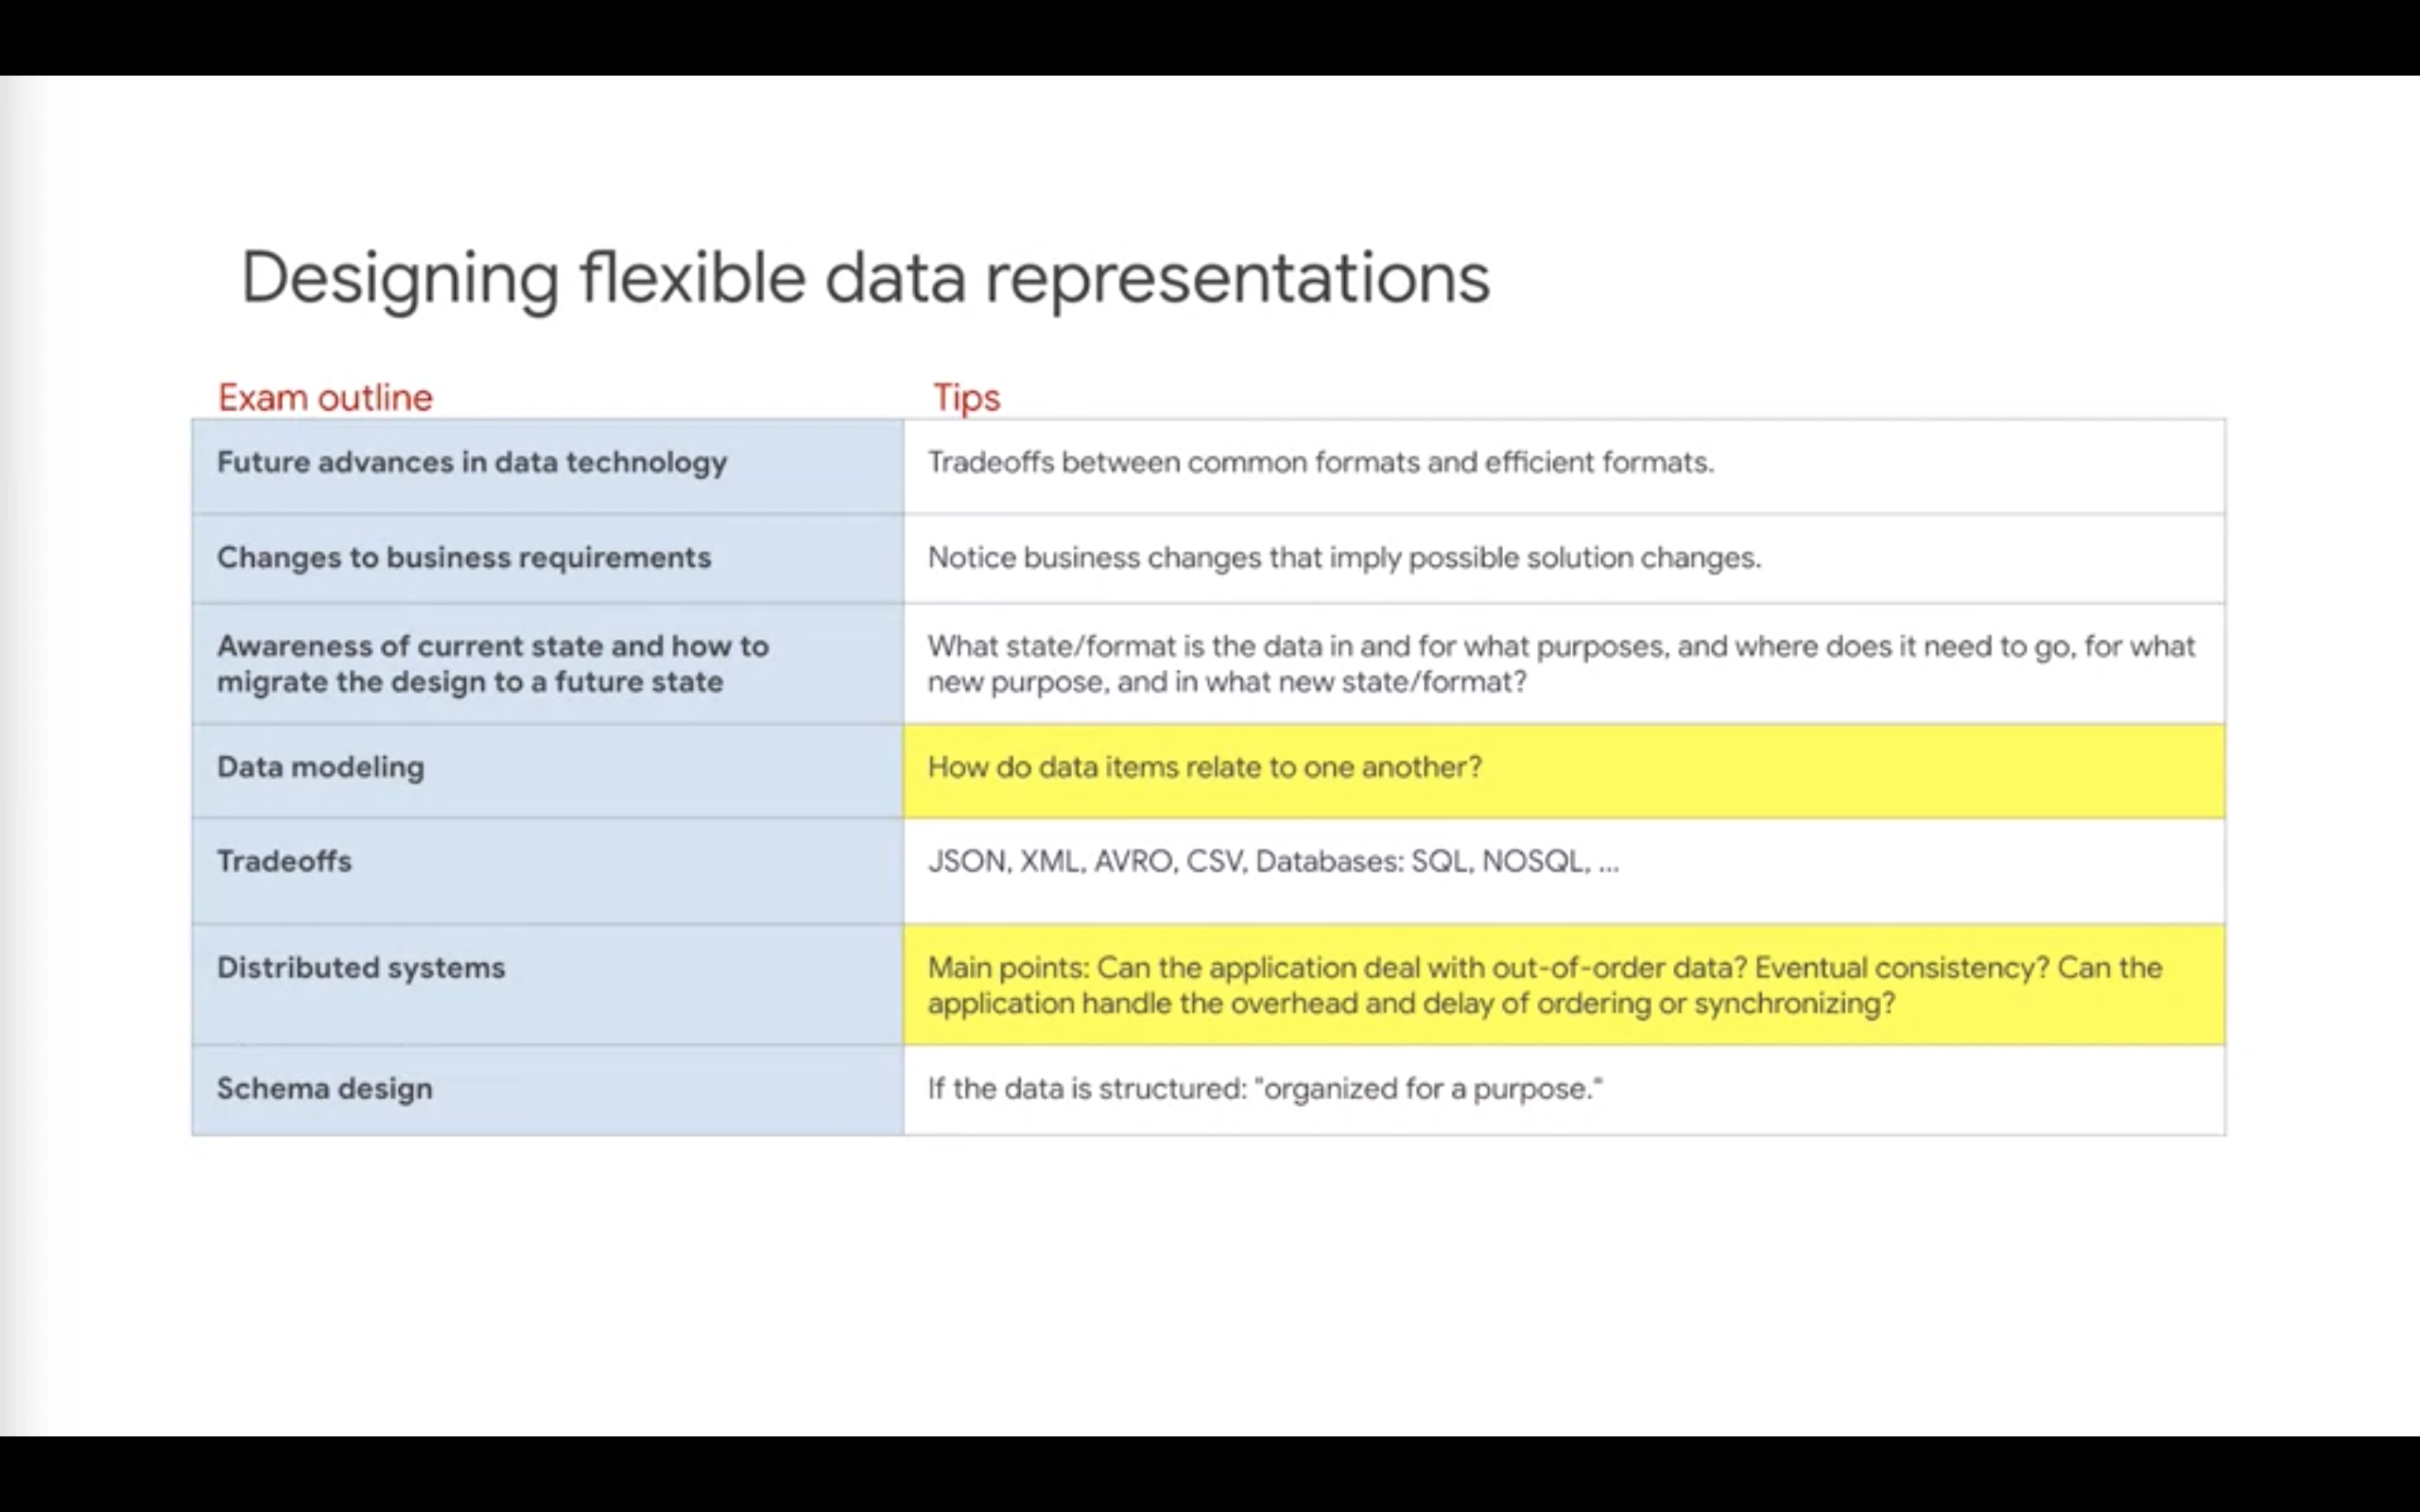 Designing flexible data representations
Exam outline
Tips
Future advances in data technology
Tradeoffs between common formats and efficient formats.
Changes to business requirements
Notice business changes that imply possible solution changes.
Awareness of current state and how to
migrate the design to a future state
What state/format is the data in and for what purposes, and where does it need to go, for what
new purpose, and in what new state/format?
Data modeling
How do data items relate to one another?
Tradeoffs
JSON, XML, AVRO, CSV, Databases: SQL, NOSQL, ...
Distributed systems
Main points: Can the application deal with out-of-order data? Eventual consistency? Can the
application handle the overhead and delay of ordering or synchronizing?
Schema design
If the data is structured: "organized for a purpose."